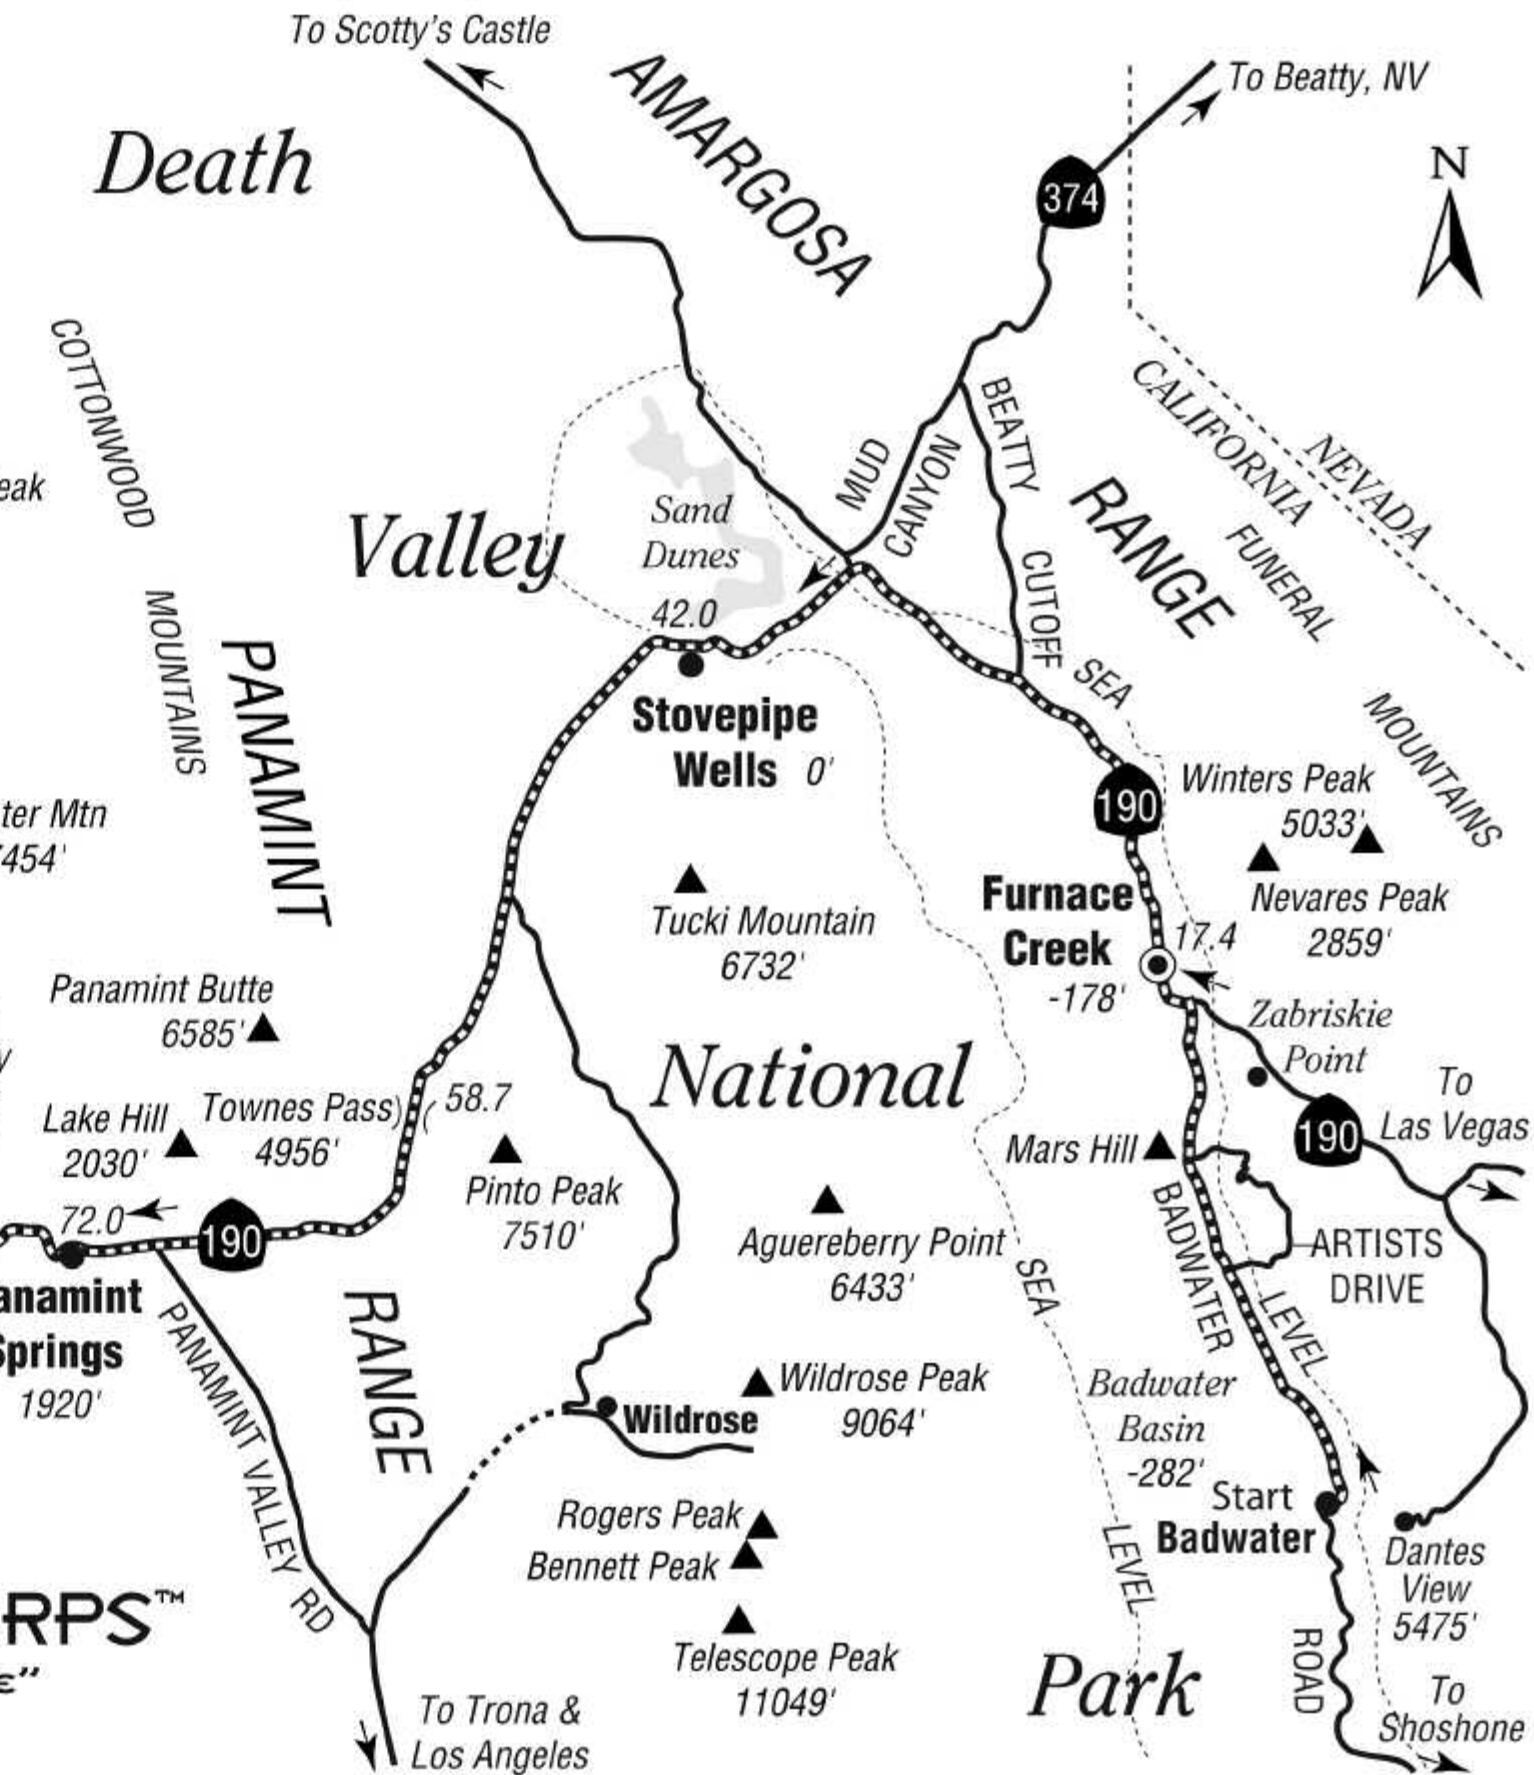 To Scotty's Castle
AMARGOSA
To Beatty, NV
Death
374
N
COTTONWOOD
MUD
CANYON
BEATTY
CUTOFF
CALIFORNIA
NEVADA
RANGE
FUNERAL
MOUNTAINS
Valley
Sand
Dunes
42.0
MOUNTAINS
PANAMINT
Stovepipe
Wells 0'
SEA
190
Winters Peak
5033'
Mtn
Furnace
Creek
-178'
17.4
Nevares Peak
2859'
Tucki Mountain
6732'
Panamint Butte
6585'
Zabriskie
Point
National
To
Las Vegas
190
Lake Hill
2030'
Townes Pass)(
4956'
58.7
Mars Hill
Pinto Peak
7510'
72.0
190
Aguereberry Point
6433'
BADWATER
ARTISTS
DRIVE
SEA
LEVEL
anamint
Springs
1920'
PANAMINT VALLEY RD
RANGE
Wildrose Peak
9064'
Wildrose
Badwater
Basin
-282'
Start
Badwater
Rogers Peak
Bennett Peak
LEVEL
Dantes
View
5475'
RPS™
Telescope Peak
11049'
ROAD
Park
To Trona &
Los Angeles
To
Shoshone